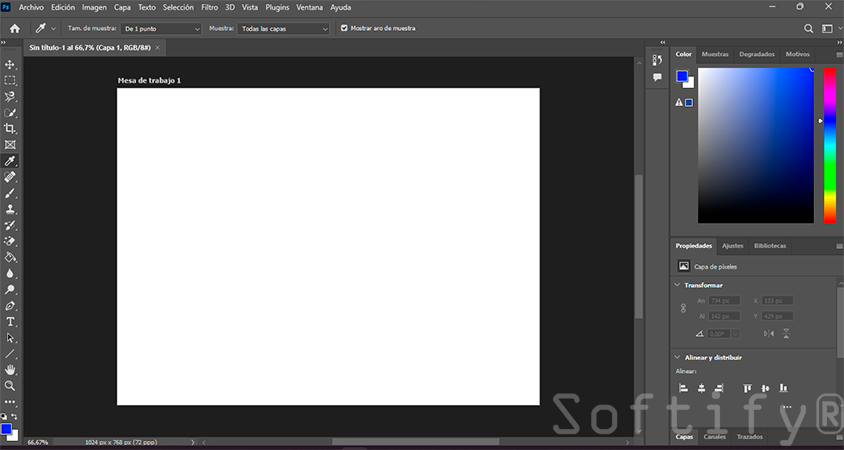 Ps Archivo Edición Imagen Capa Texto Selección Filtro 3D Vista Plugins Ventana Ayuda
Tam. de muestra: De 1 punto Muestra: Todas las capas Mostrar aro de muestra
Sin título-1 al 66,7% (Capa 1, RGB/8#) ×
Color Muestras Degradados Motivos
Mesa de trabajo 1
Propiedades Ajustes Bibliotecas
Capa de píxeles
Transformar
An 734 px X 133 px
Al 142 px Y 429 px
0,00°
Alinear y distribuir
Alinear:
Softify®
Capas Canales Trazados
66,67% 1024 px x 768 px (72 ppp)